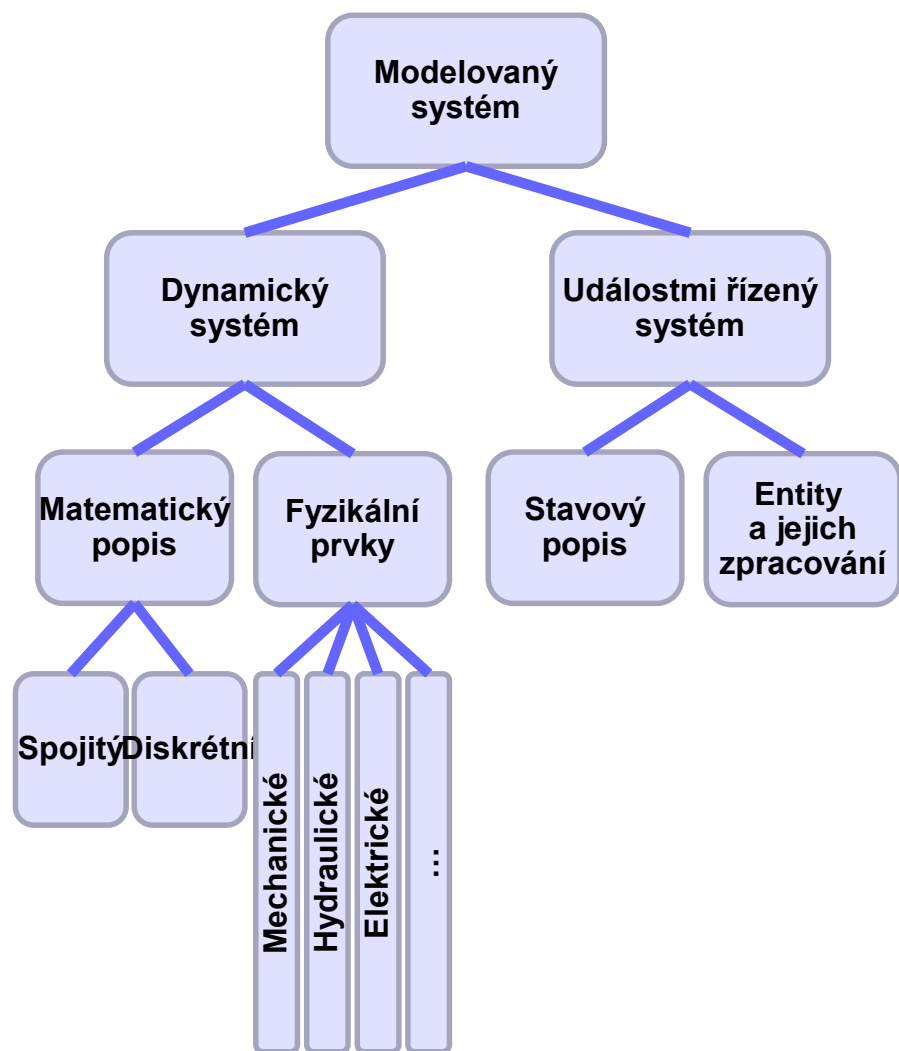 Modelovaný
systém
Dynamický
systém
Událostmi řízený
systém
Matematický
popis
Fyzikální
prvky
Stavový
popis
Entity
a jejich
zpracování
Spojitý
Diskrétní
Mechanické
Hydraulické
Elektrické
...